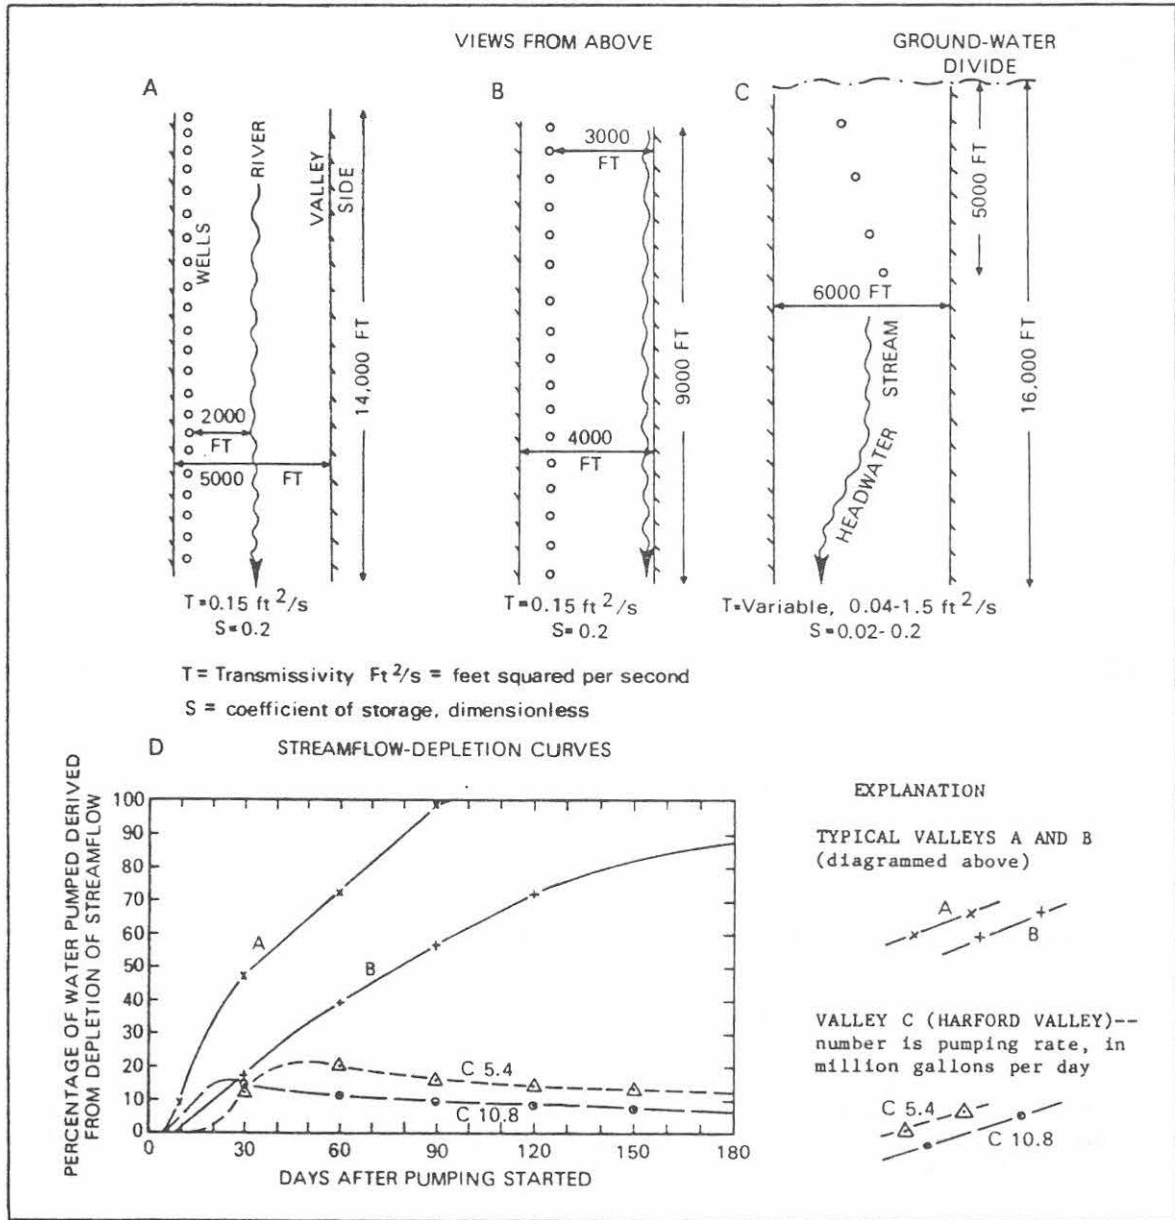 VIEWS FROM ABOVE
GROUND-WATER
DIVIDE
A
RIVER
VALLEY
SIDE
WELLS
2000
FT
5000 FT
14,000 FT
T=0.15 ft²/s
S=0.2
B
3000
FT
4000
FT
9000 FT
T=0.15 ft²/s
S=0.2
C
5000 FT
6000 FT
HEADWATER STREAM
16,000 FT
T=Variable, 0.04-1.5 ft²/s
S=0.02-0.2
T= Transmissivity Ft²/s = feet squared per second
S = coefficient of storage, dimensionless
D STREAMFLOW-DEPLETION CURVES
PERCENTAGE OF WATER PUMPED DERIVED
FROM DEPLETION OF STREAMFLOW
100
90
80
70
60
50
40
30
20
10
0
A
B
C 5.4
C 10.8
0 30 60 90 120 150 180
DAYS AFTER PUMPING STARTED
EXPLANATION
TYPICAL VALLEYS A AND B
(diagrammed above)
A
B
VALLEY C (HARFORD VALLEY)--
number is pumping rate, in
million gallons per day
C 5.4
C 10.8